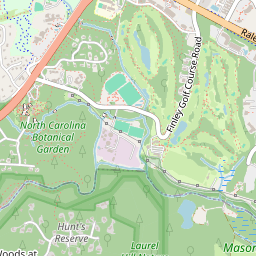 Rale
Finley Golf Course Road
North Carolina
Botanical
Garden
Hunt's
Reserve
Laurel
Mason
Woods at